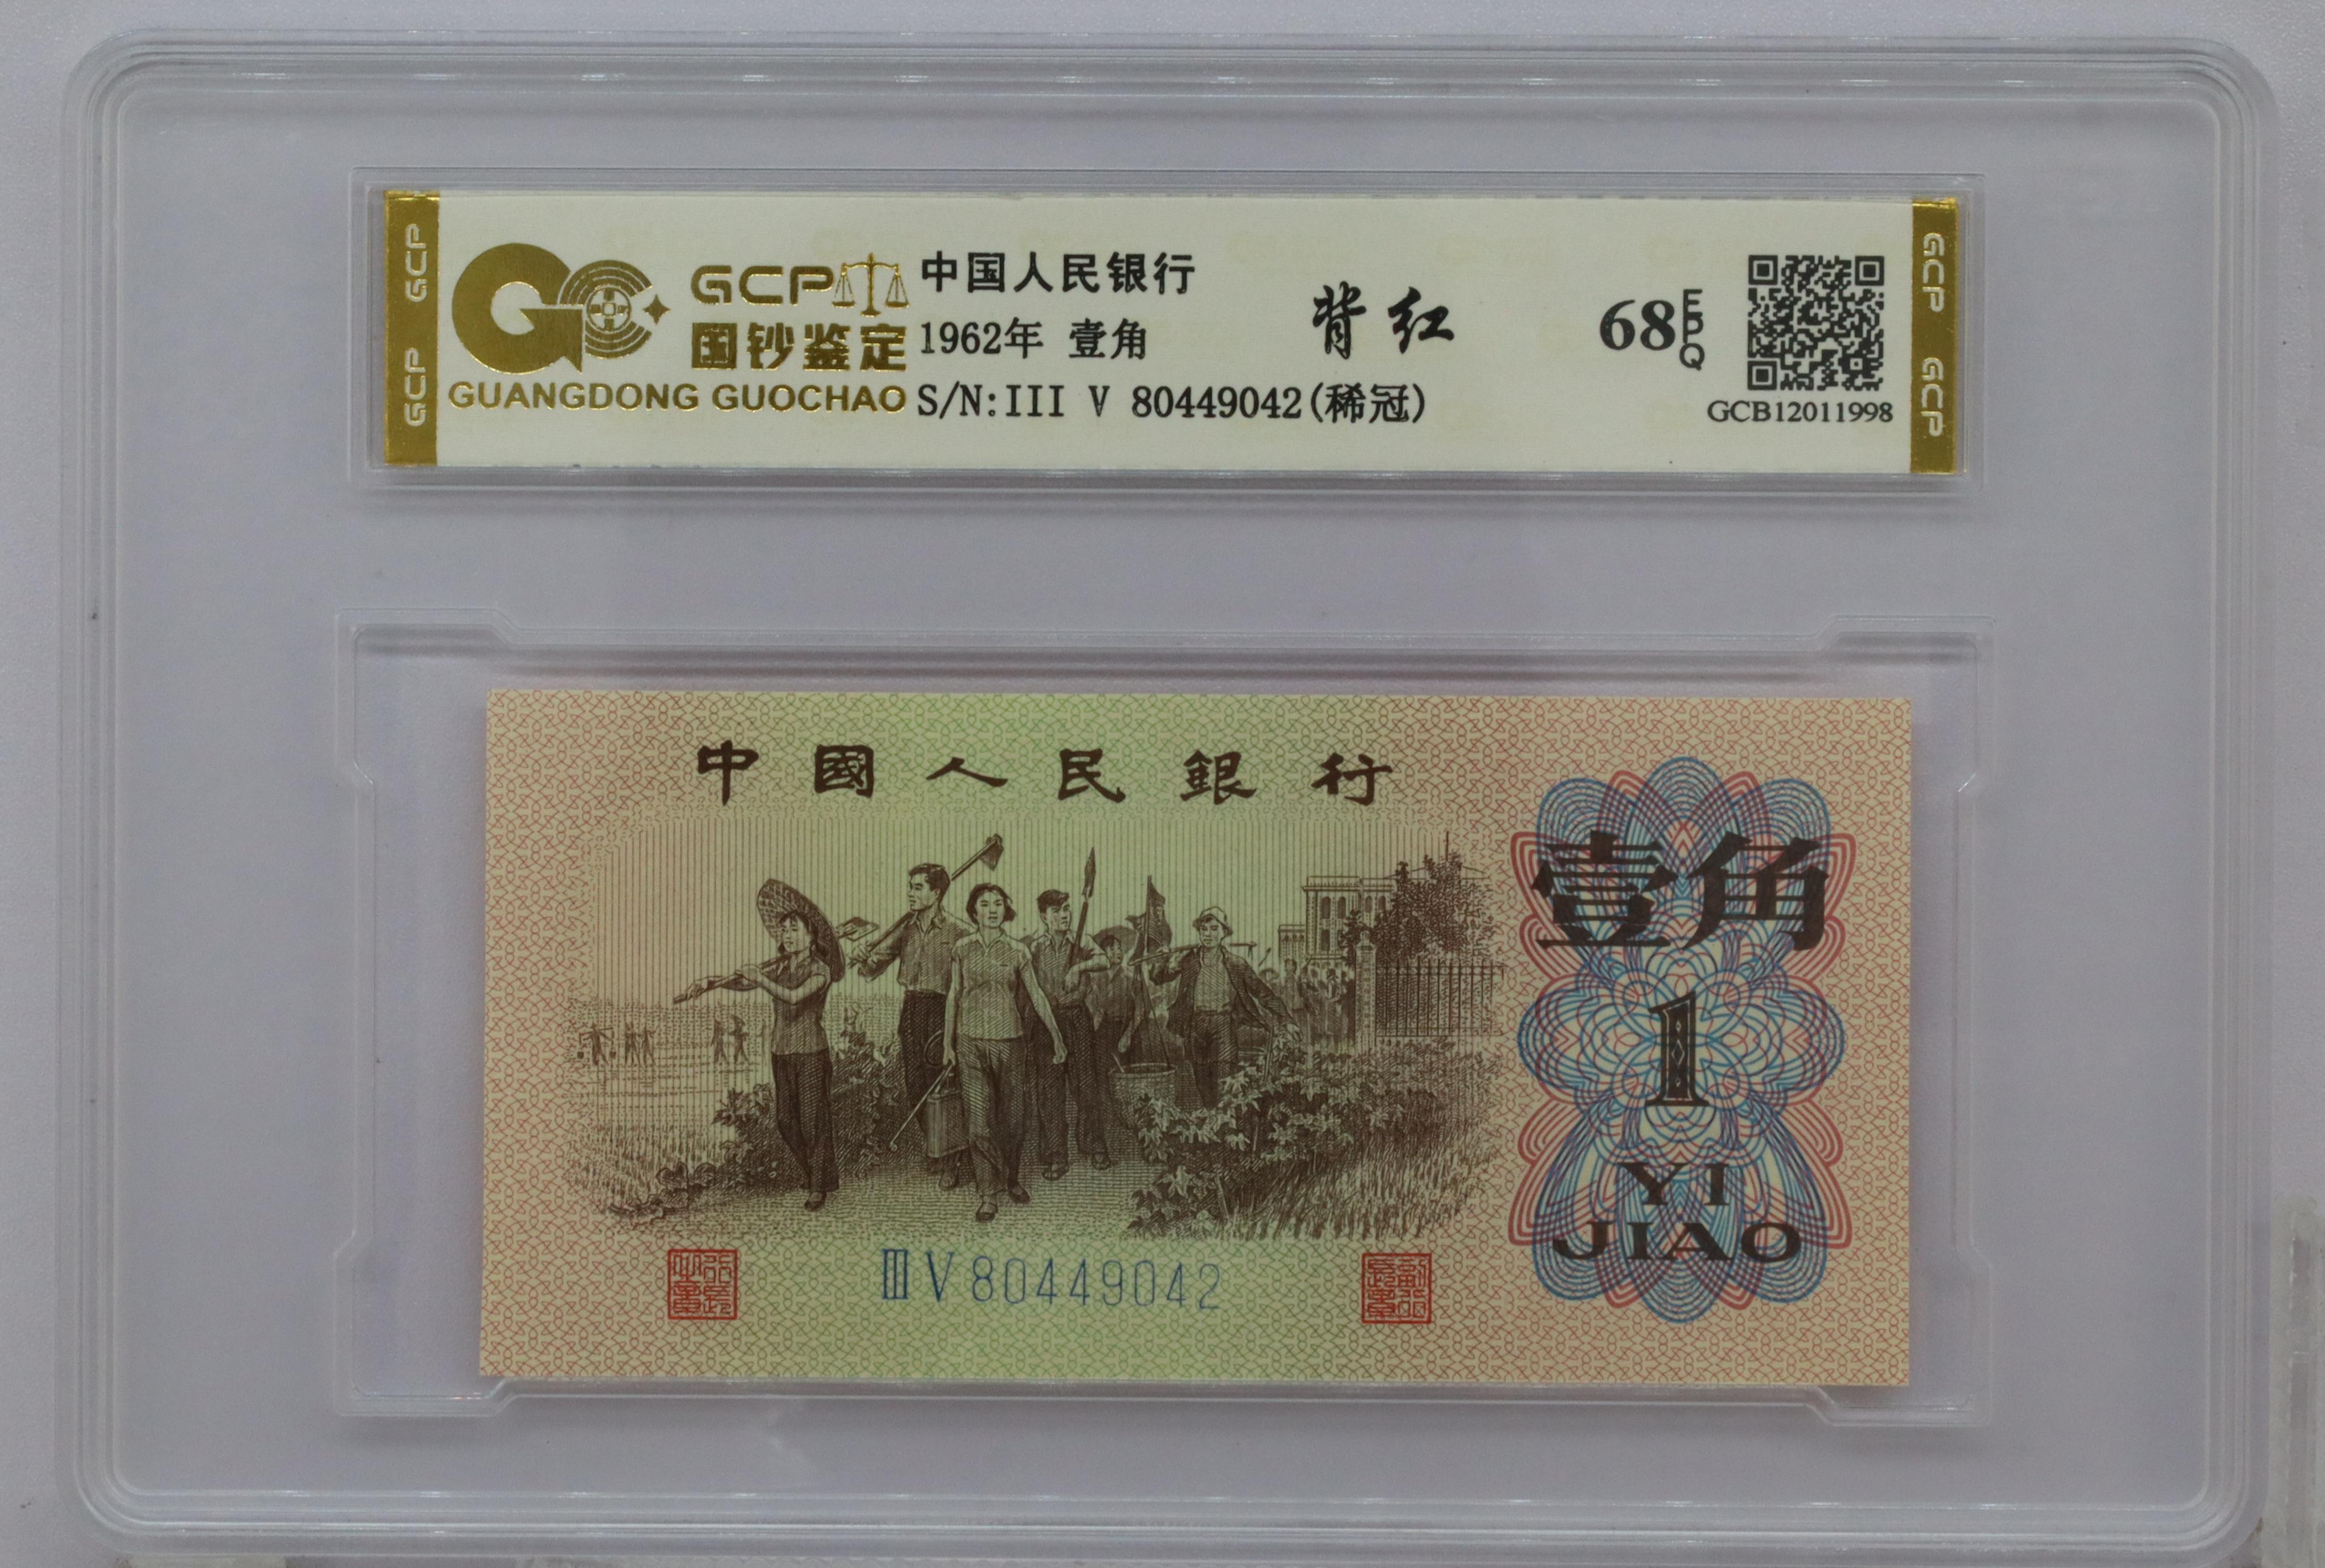 GCP GCP
GCP
国钞鉴定
GUANGDONG GUOCHAO
中国人民银行
1962年 壹角
S/N:III V 80449042(稀冠)
背红
68 EPQ
GCB12011998
GCP GCP
中國人民銀行
壹角
1
YI
JIAO
III V 80449042